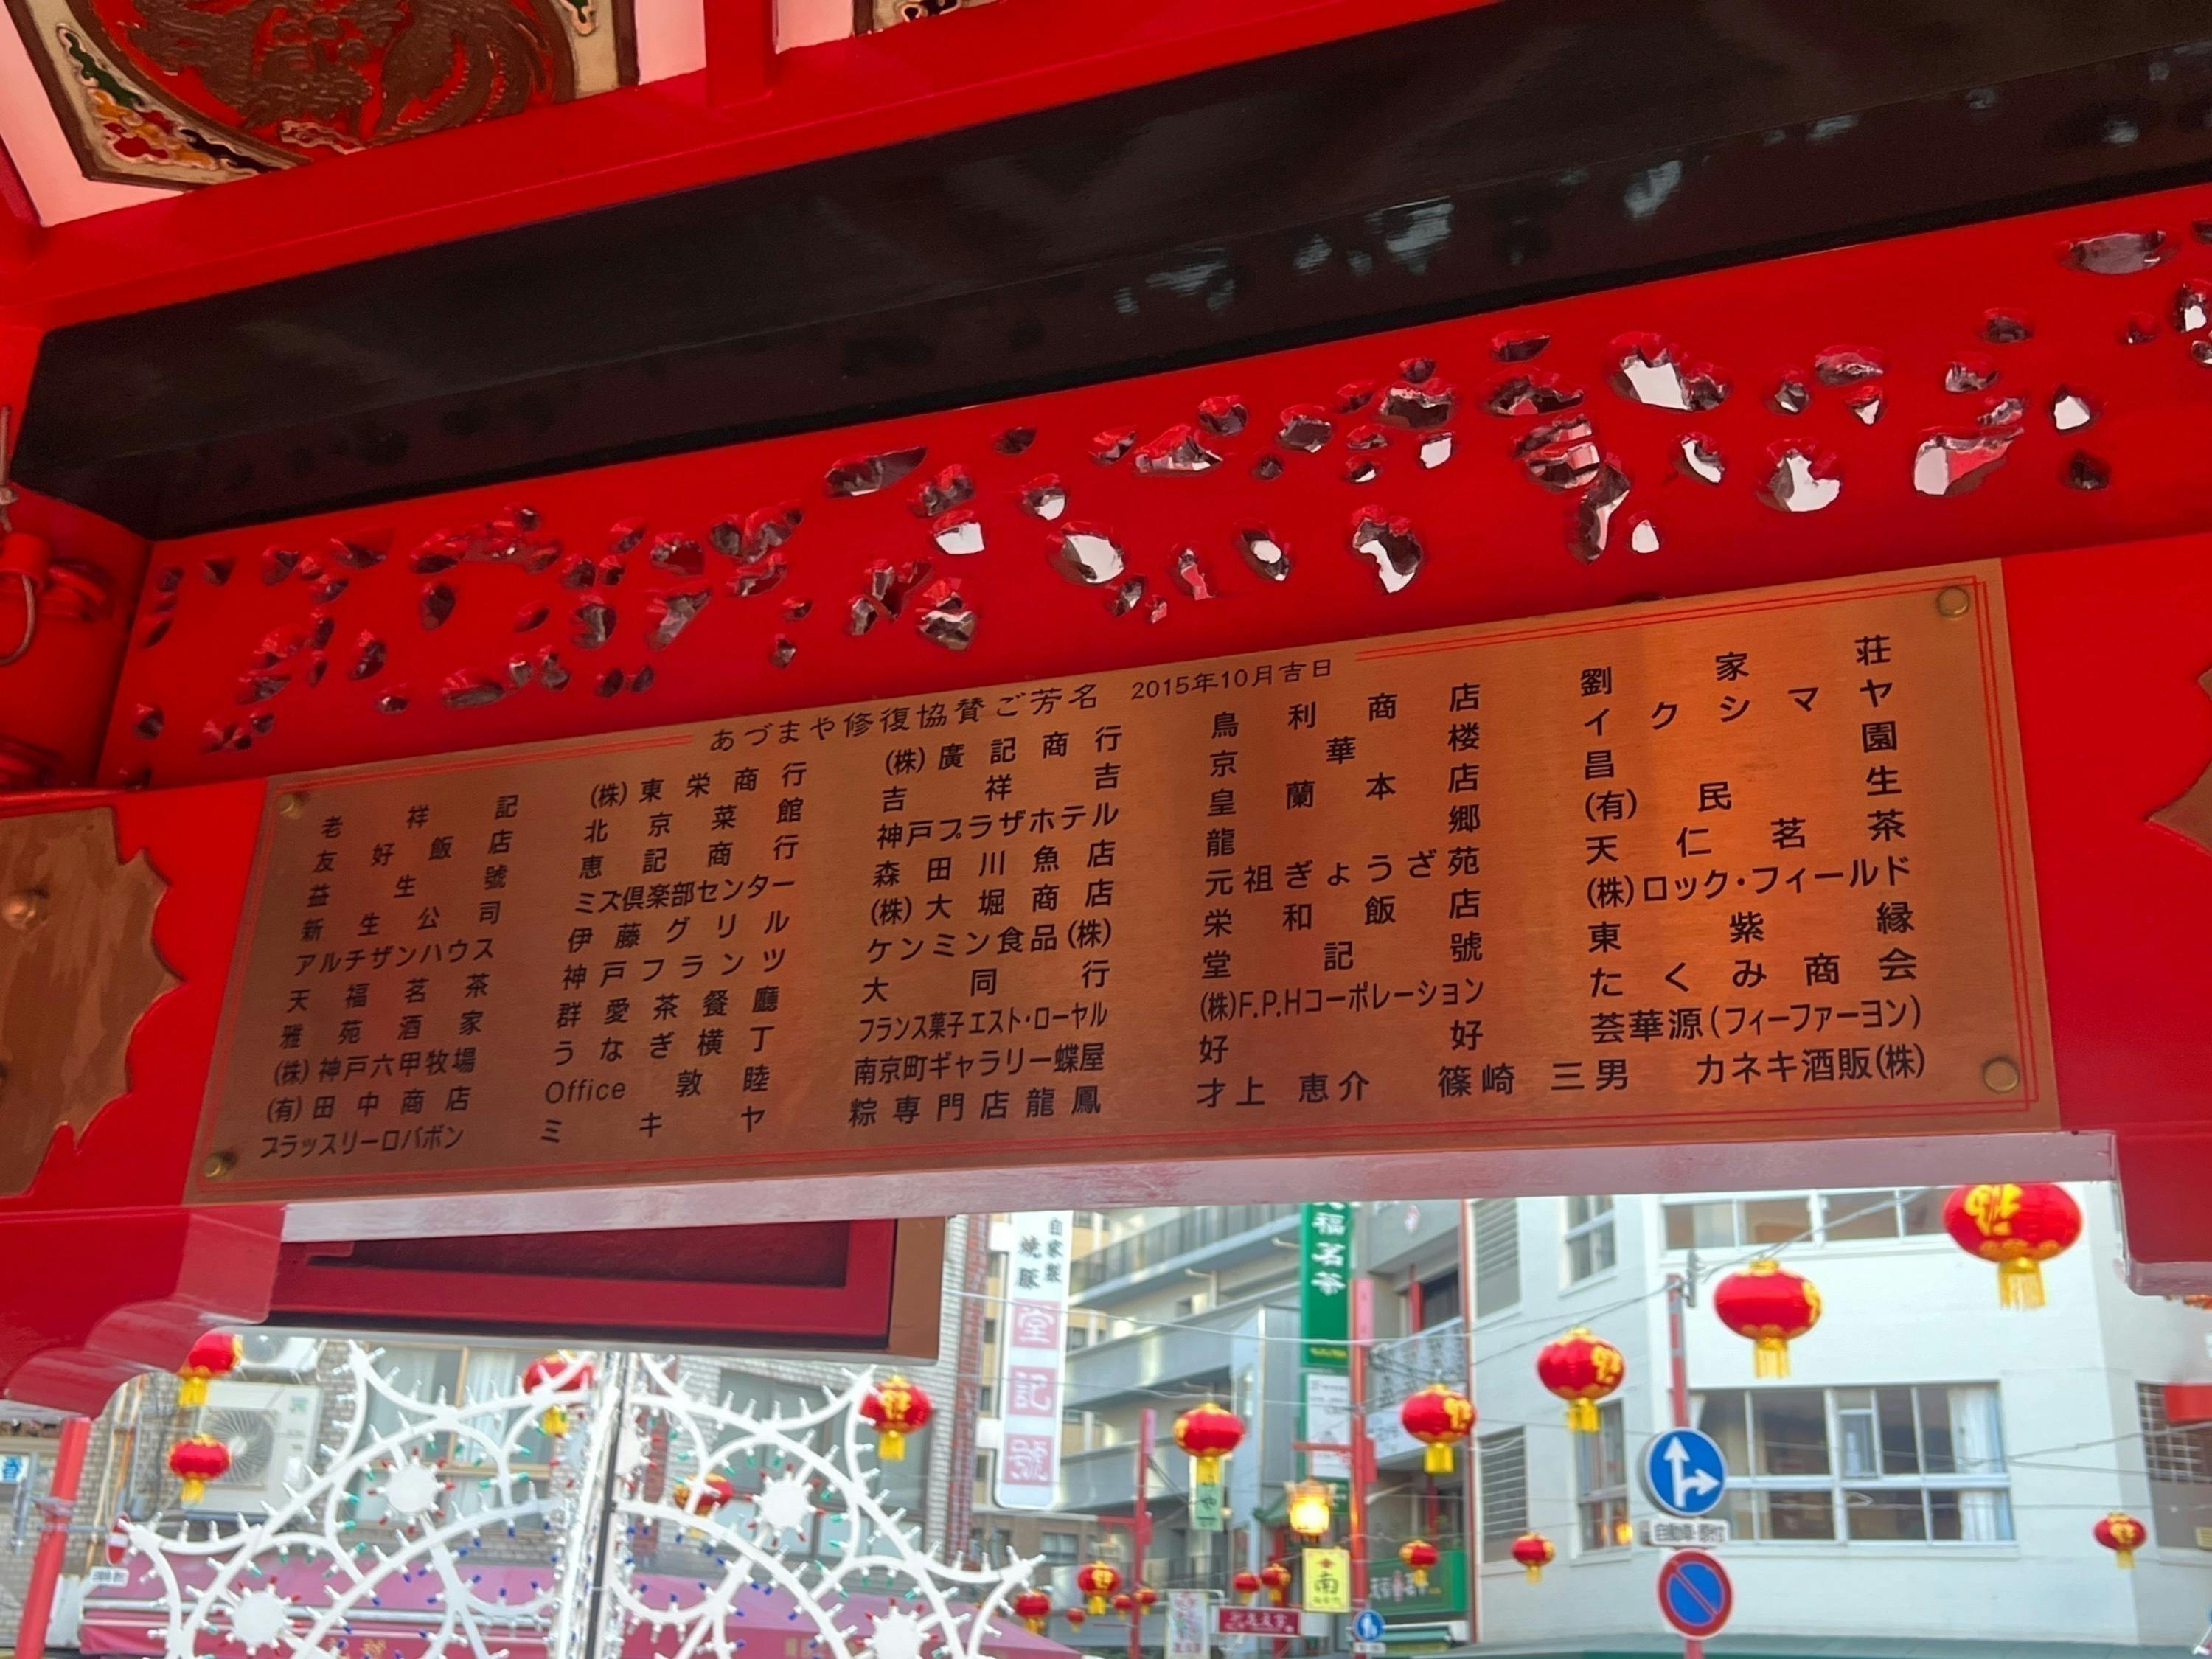 あづまや修復協賛ご芳名 2015年10月吉日
老祥記
友好飯店
益生號
新生公司
アルチザンハウス
天福茗茶
雅苑酒家
(株)神戸六甲牧場
(有)田中商店
ブラッスリーロバボン
(株)東栄商行
北京菜館
恵記商行
ミズ倶楽部センター
伊藤グリル
神戸フランツ
群愛茶餐廳
うなぎ横丁
Office 敦睦
ミキヤ
(株)廣記商行
吉祥吉
神戸プラザホテル
森田川魚店
(株)大堀商店
ケンミン食品(株)
大同行
フランス菓子エスト・ローヤル
南京町ギャラリー蝶屋
粽専門店龍鳳
鳥利商店
京華楼
皇蘭本店
龍郷
元祖ぎょうざ苑
栄和飯店
堂記號
(株)F.P.Hコーポレーション
好好
才上 恵介 篠崎 三男 カネキ酒販(株)
劉家荘
イクシマヤ
昌園
(有)民生
天仁茗茶
(株)ロック・フィールド
東紫縁
たくみ商会
荟華源(フィーファーヨン)
自家製
焼豚
堂記號
福茗茶
南